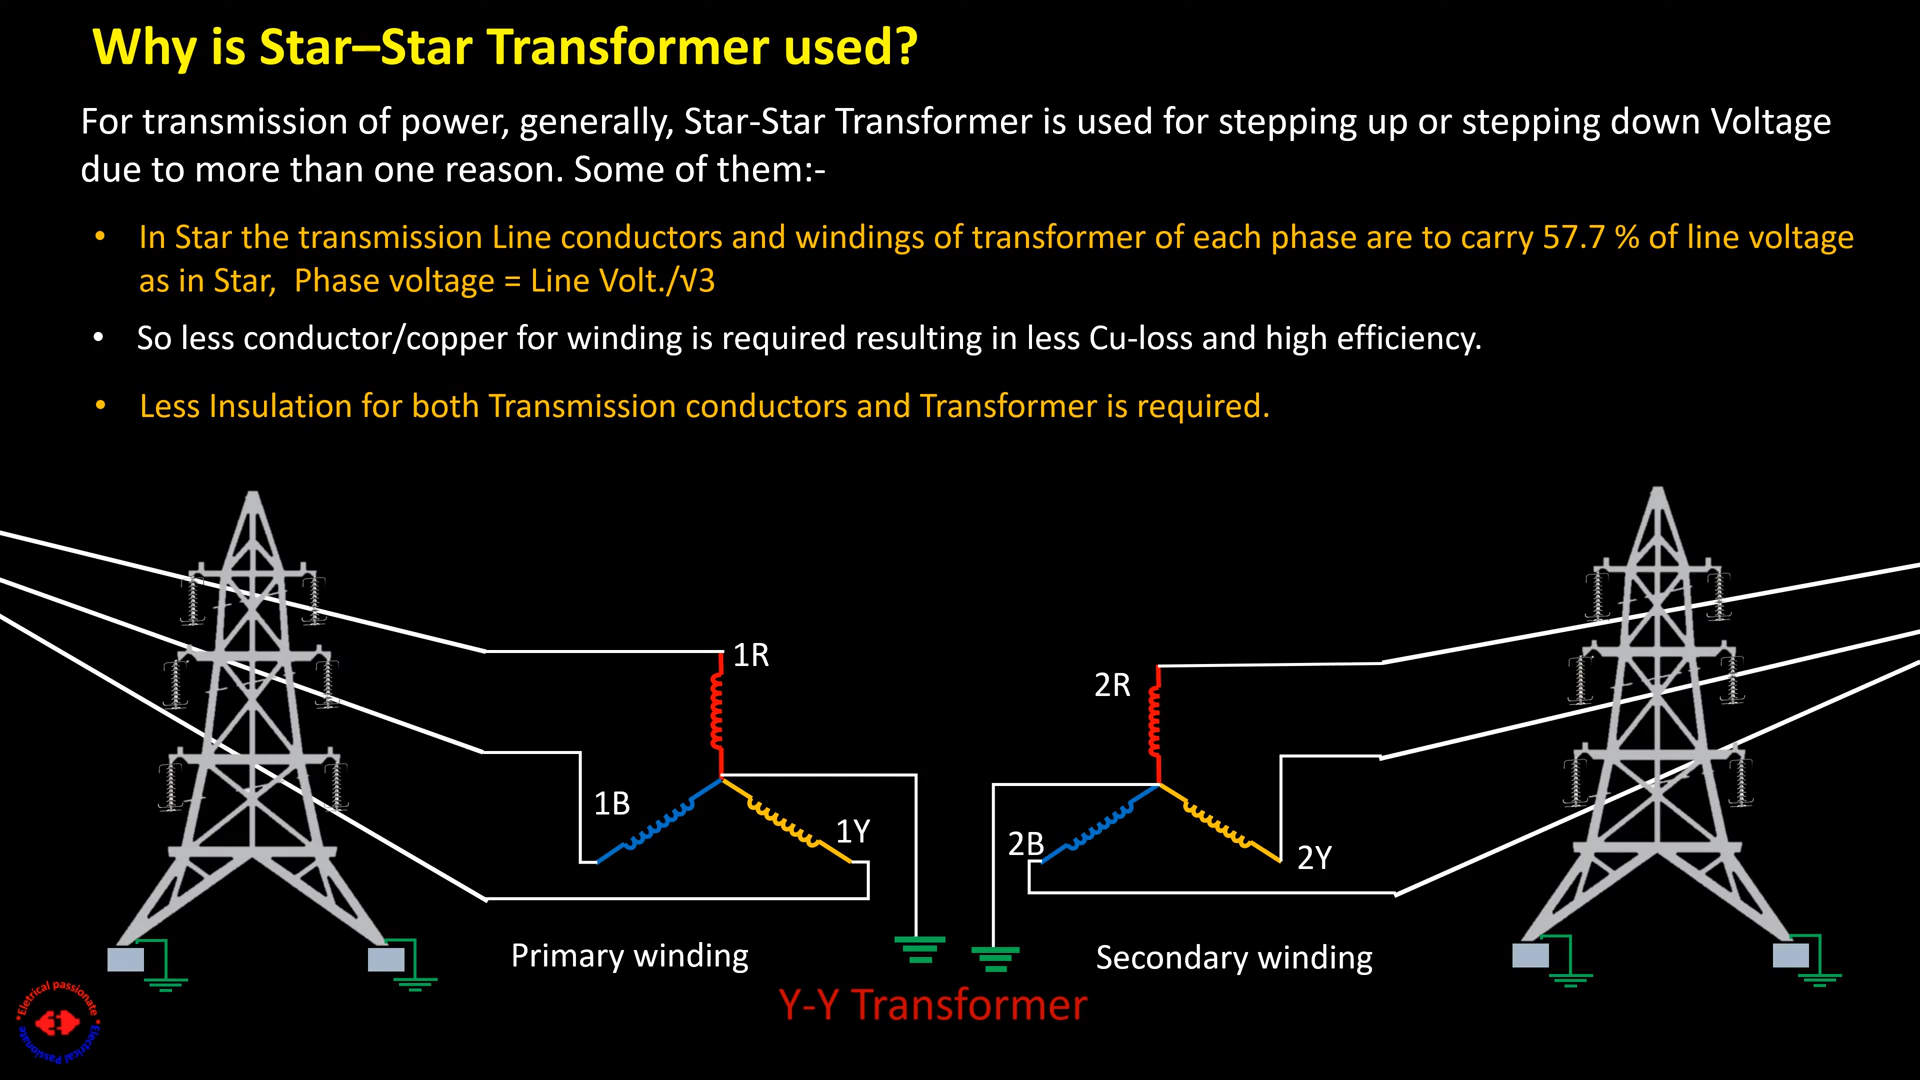 Why is Star–Star Transformer used?
For transmission of power, generally, Star-Star Transformer is used for stepping up or stepping down Voltage
due to more than one reason. Some of them:-
• In Star the transmission Line conductors and windings of transformer of each phase are to carry 57.7 % of line voltage
as in Star, Phase voltage = Line Volt./√3
• So less conductor/copper for winding is required resulting in less Cu-loss and high efficiency.
• Less Insulation for both Transmission conductors and Transformer is required.
1R
2R
1B
1Y
2B
2Y
Primary winding
Secondary winding
Y-Y Transformer
*Eletrical passionate*
Electrical Passionate